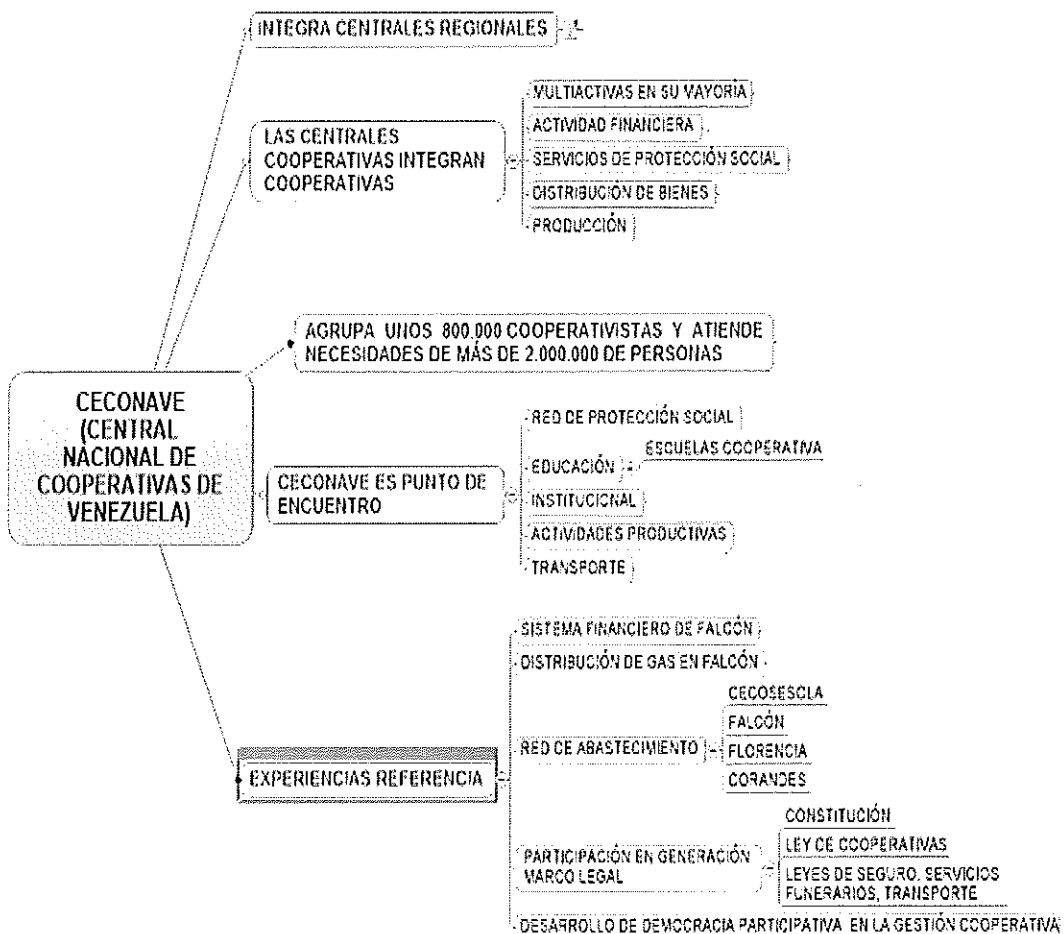 INTEGRA CENTRALES REGIONALES
LAS CENTRALES
COOPERATIVAS INTEGRAN
COOPERATIVAS
MULTIACTIVAS EN SU MAYORÍA
ACTIVIDAD FINANCIERA
SERVICIOS DE PROTECCIÓN SOCIAL
DISTRIBUCIÓN DE BIENES
PRODUCCIÓN
AGRUPA UNOS 800.000 COOPERATIVISTAS Y ATIENDE
NECESIDADES DE MÁS DE 2.000.000 DE PERSONAS
CECONAVE
(CENTRAL
NACIONAL DE
COOPERATIVAS DE
VENEZUELA)
CECONAVE ES PUNTO DE
ENCUENTRO
RED DE PROTECCIÓN SOCIAL
EDUCACIÓN
ESCUELAS COOPERATIVA
INSTITUCIONAL
ACTIVIDADES PRODUCTIVAS
TRANSPORTE
EXPERIENCIAS REFERENCIA
SISTEMA FINANCIERO DE FALCÓN
DISTRIBUCIÓN DE GAS EN FALCÓN
RED DE ABASTECIMIENTO
CECOSESOLA
FALCÓN
FLORENCIA
CORANDES
PARTICIPACIÓN EN GENERACIÓN
MARCO LEGAL
CONSTITUCIÓN
LEY DE COOPERATIVAS
LEYES DE SEGURO, SERVICIOS
FUNERARIOS, TRANSPORTE
DESARROLLO DE DEMOCRACIA PARTICIPATIVA EN LA GESTIÓN COOPERATIVA